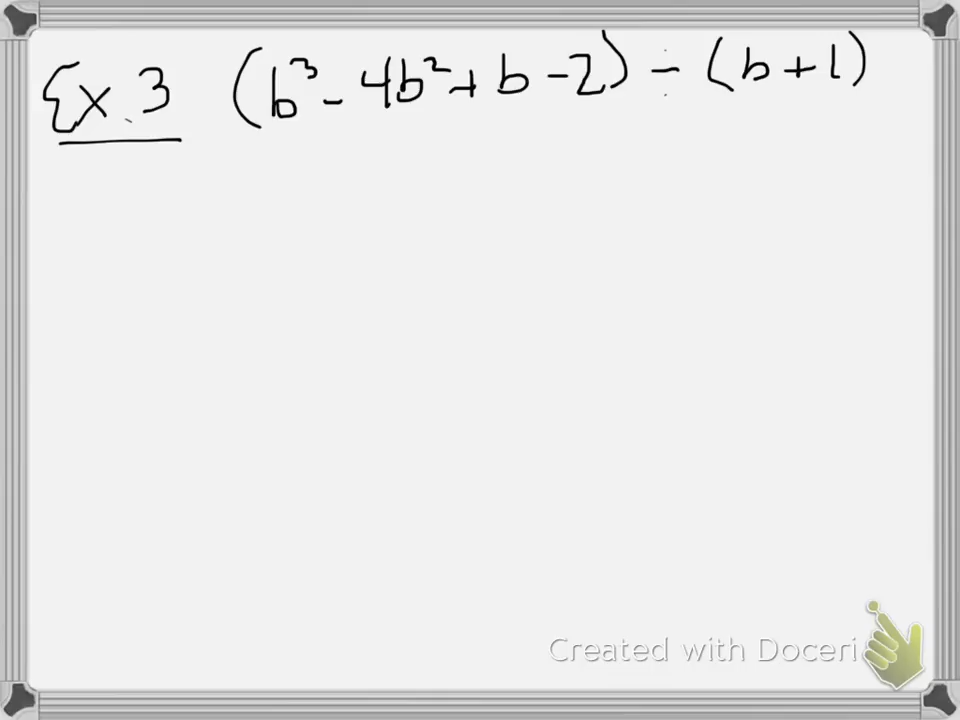 Ex. 3 (b³ - 4b² + b - 2) ÷ (b + 1)
Created with Doceri